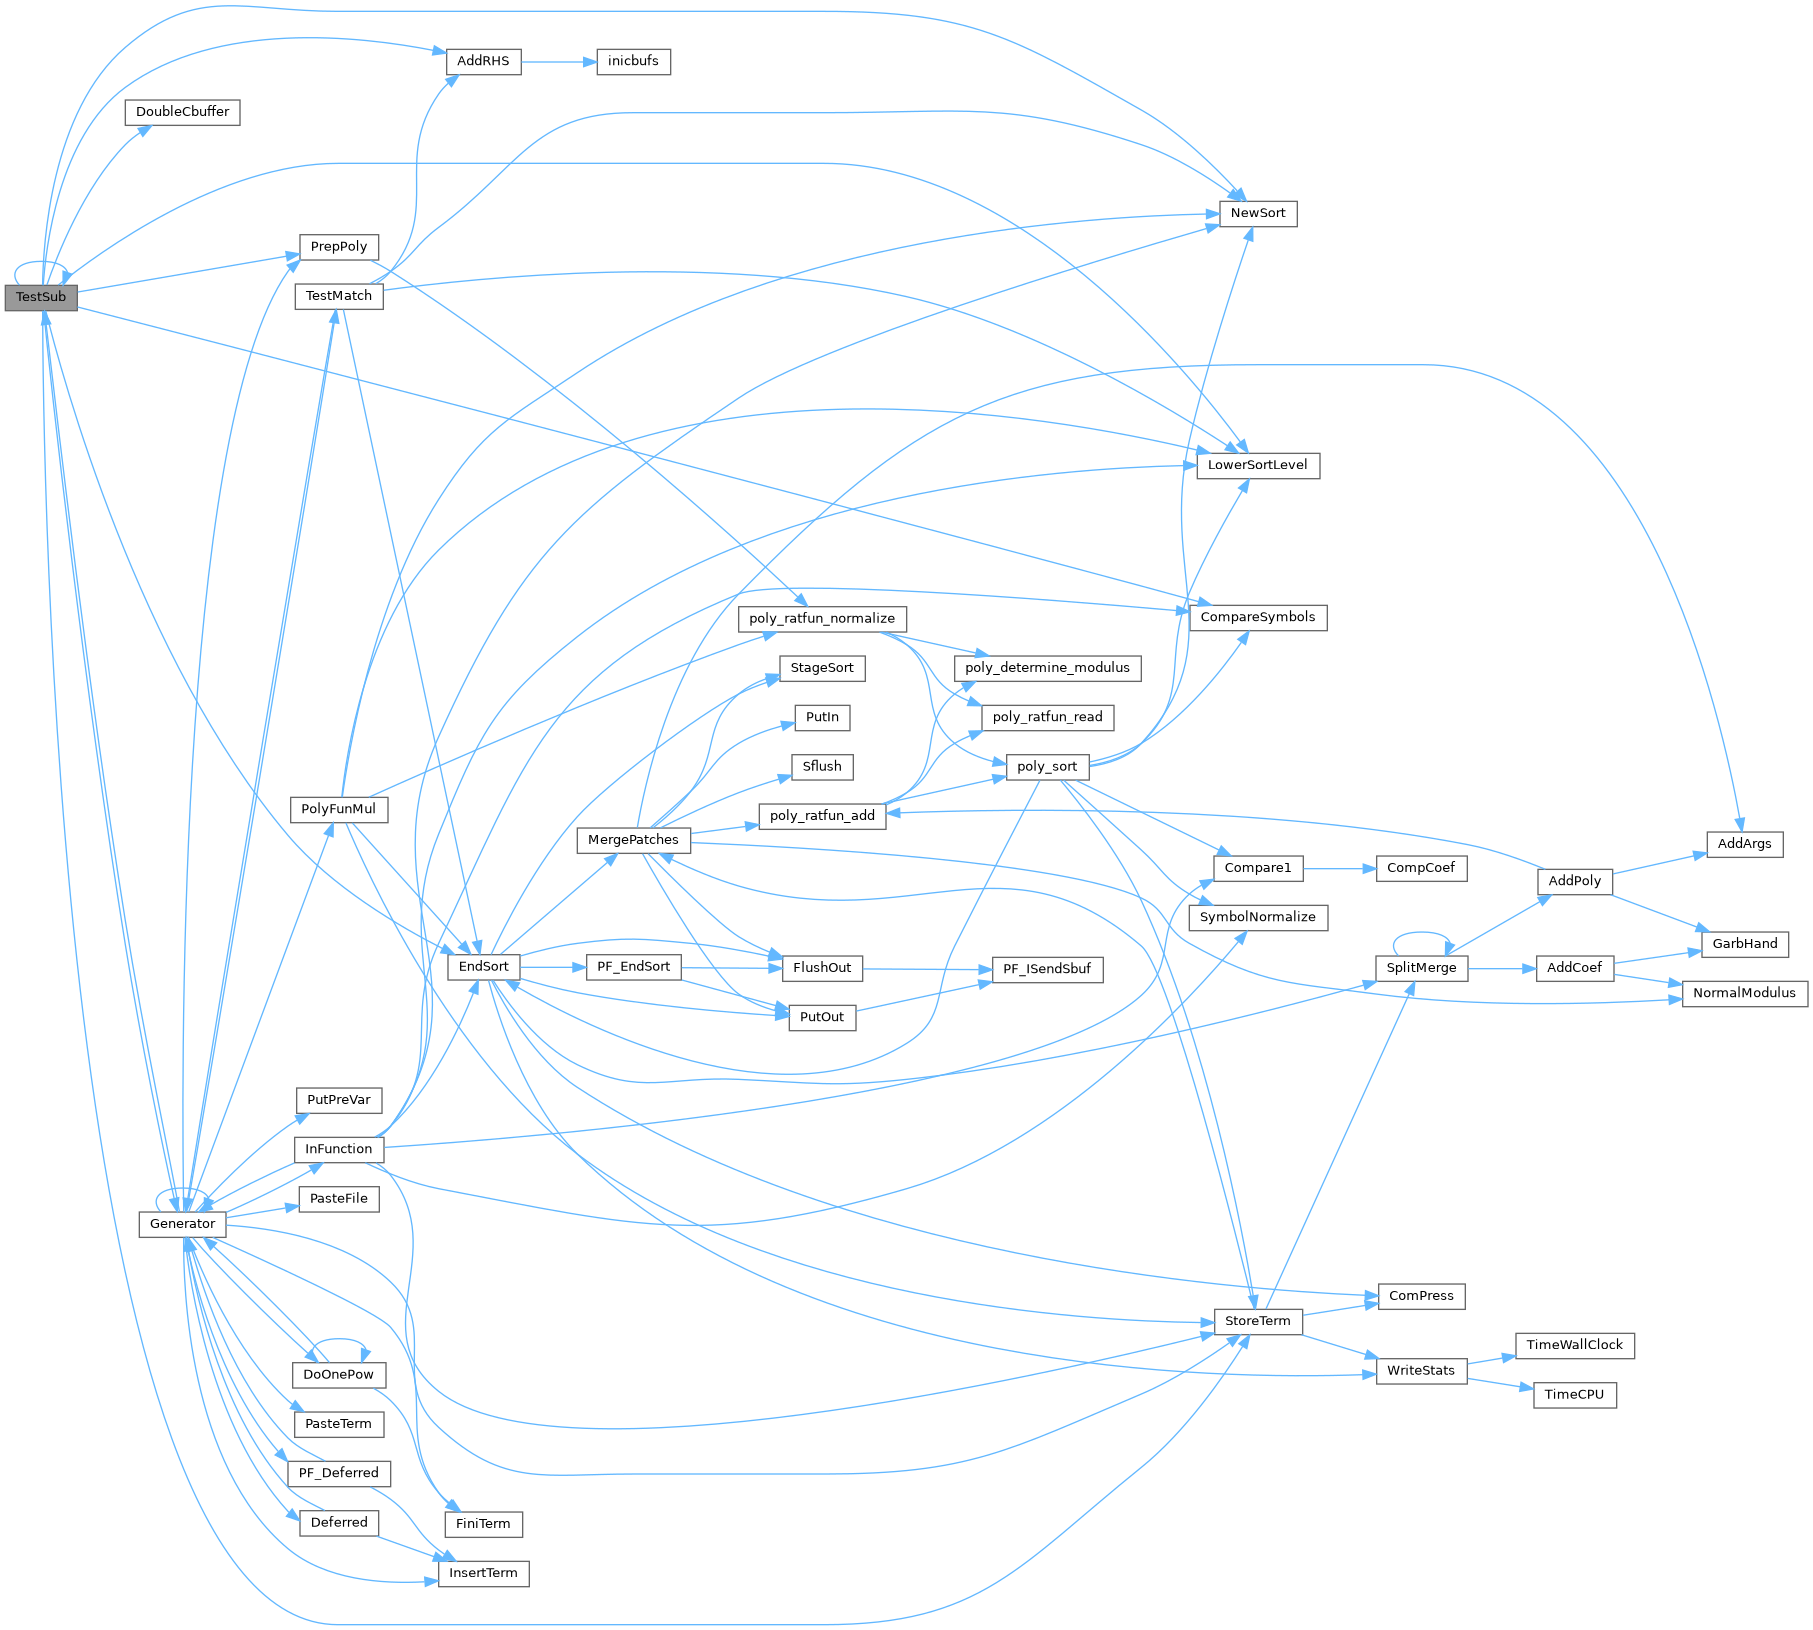 AddRHS
inicbufs
DoubleCbuffer
NewSort
PrepPoly
TestSub
TestMatch
LowerSortLevel
poly_ratfun_normalize
CompareSymbols
StageSort
poly_determine_modulus
PutIn
poly_ratfun_read
Sflush
poly_sort
PolyFunMul
poly_ratfun_add
MergePatches
AddArgs
Compare1
CompCoef
AddPoly
SymbolNormalize
GarbHand
EndSort
PF_EndSort
FlushOut
PF_ISendSbuf
SplitMerge
AddCoef
NormalModulus
PutOut
PutPreVar
InFunction
PasteFile
Generator
ComPress
StoreTerm
TimeWallClock
WriteStats
DoOnePow
TimeCPU
PasteTerm
PF_Deferred
Deferred
FiniTerm
InsertTerm